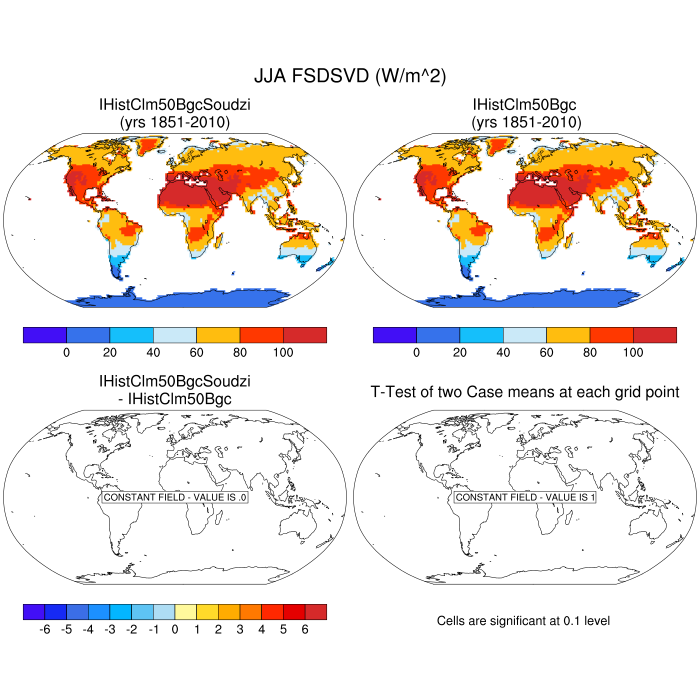 JJA FSDSVD (W/m^2)
IHistClm50BgcSoudzi
(yrs 1851-2010)
IHistClm50Bgc
(yrs 1851-2010)
0 20 40 60 80 100
0 20 40 60 80 100
IHistClm50BgcSoudzi
- IHistClm50Bgc
T-Test of two Case means at each grid point
CONSTANT FIELD - VALUE IS .0
CONSTANT FIELD - VALUE IS 1
-6 -5 -4 -3 -2 -1 0 1 2 3 4 5 6
Cells are significant at 0.1 level